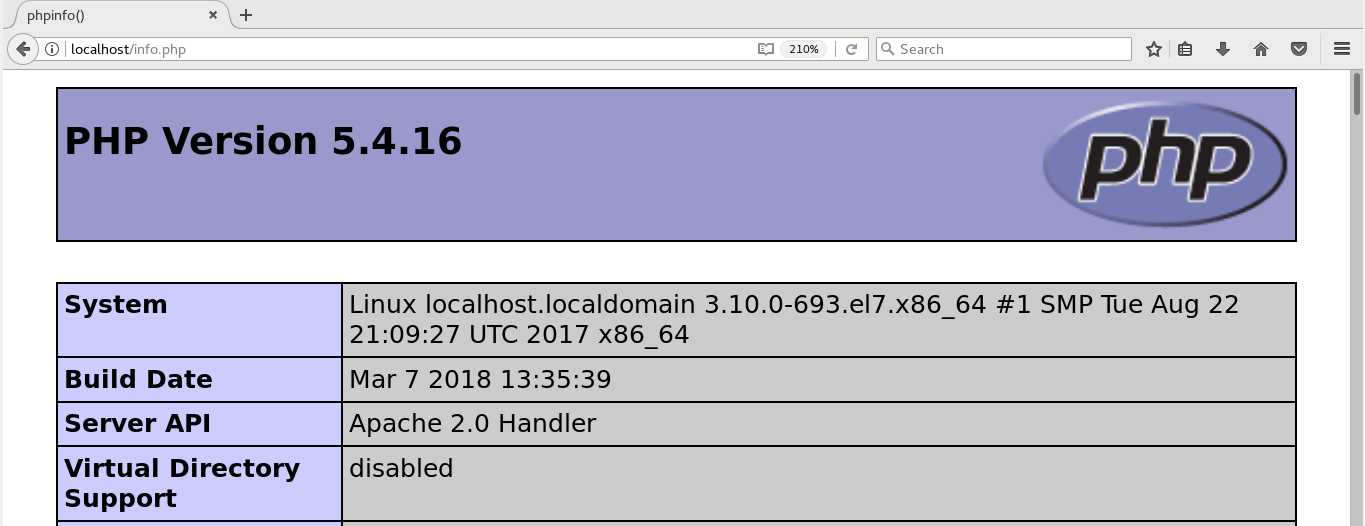 phpinfo()
localhost/info.php
210%
Search
PHP Version 5.4.16
php
System
Linux localhost.localdomain 3.10.0-693.el7.x86_64 #1 SMP Tue Aug 22
21:09:27 UTC 2017 x86_64
Build Date
Mar 7 2018 13:35:39
Server API
Apache 2.0 Handler
Virtual Directory
Support
disabled